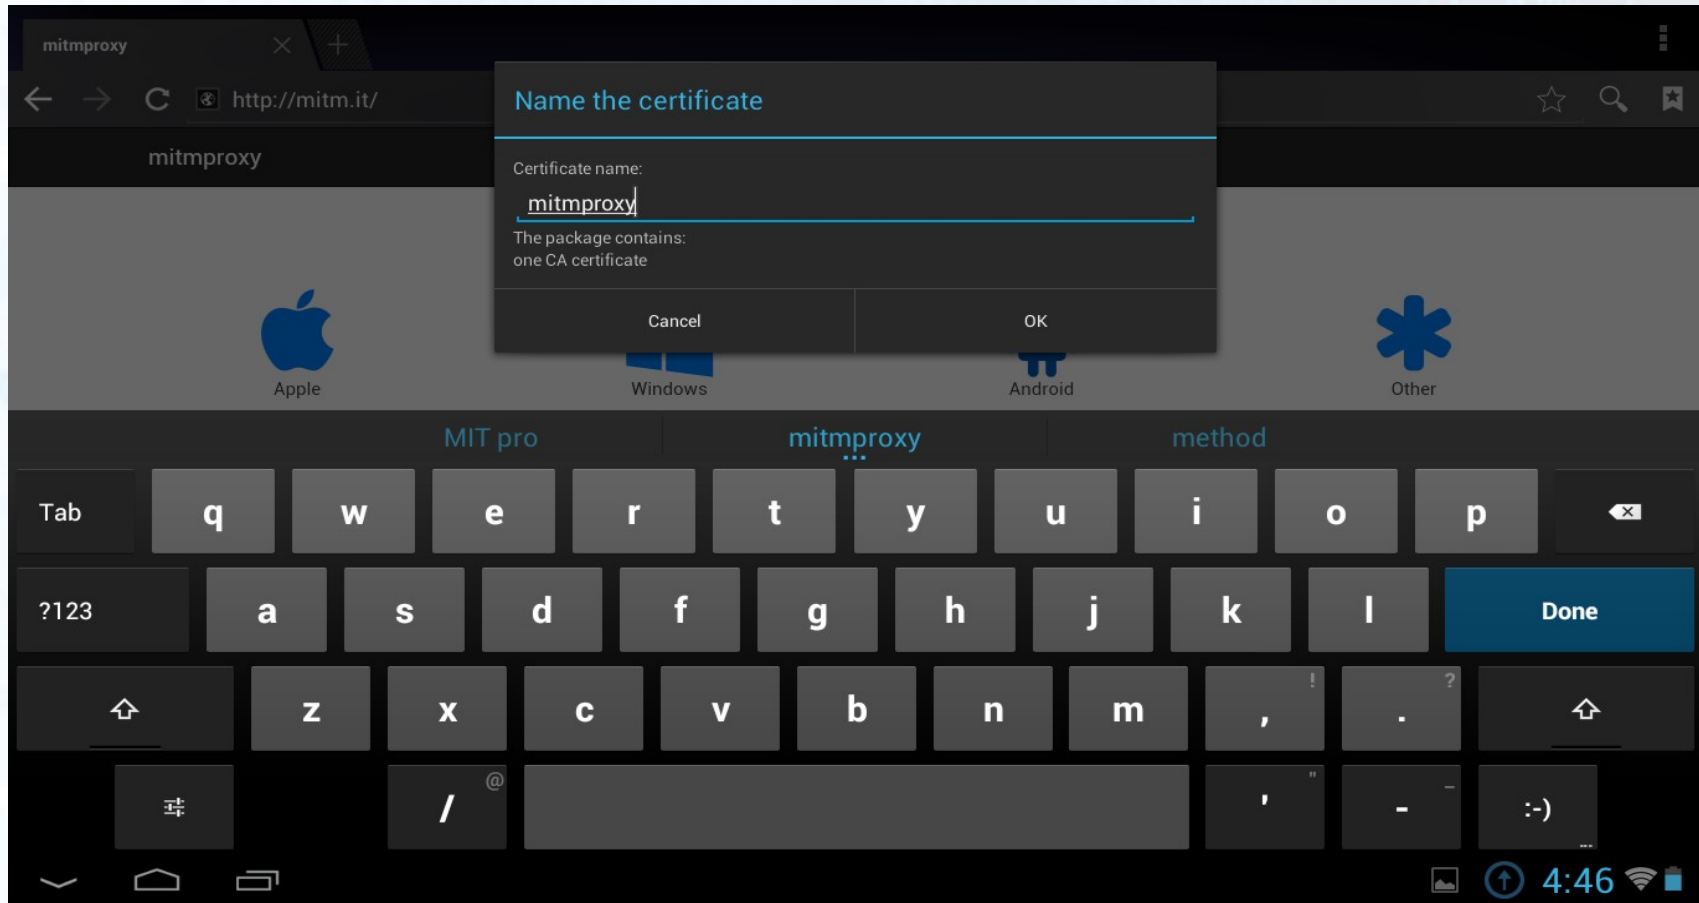 mitmproxy
http://mitm.it/
mitmproxy
Name the certificate
Certificate name:
mitmproxy
The package contains:
one CA certificate
Cancel OK
Apple Windows Android Other
MIT pro mitmproxy method
Tab q w e r t y u i o p
?123 a s d f g h j k l Done
z x c v b n m , ! . ?
/ @ ' " - _ :-) ...
4:46